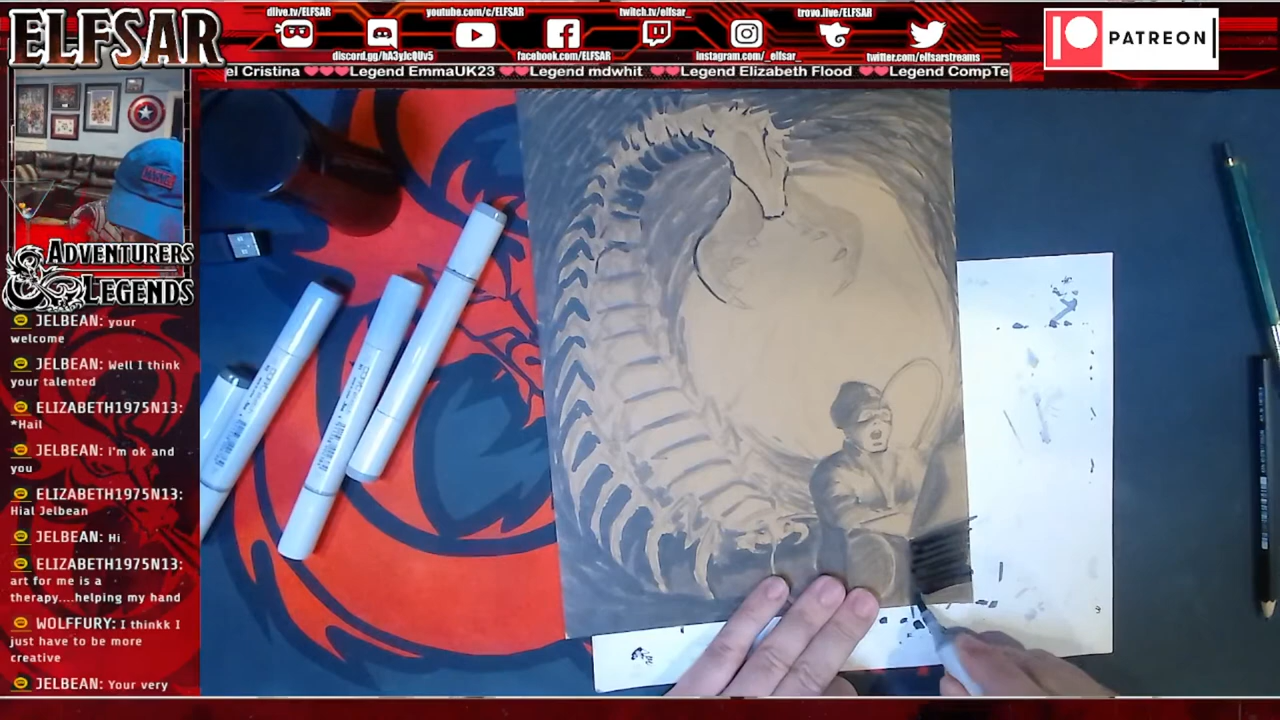 ELFSAR
dlive.tv/ELFSAR
youtube.com/c/ELFSAR
twitch.tv/elfsar_
trovo.live/ELFSAR
discord.gg/hA3yJcQUv5
facebook.com/ELFSAR
instagram.com/_elfsar_
twitter.com/elfsarstreams
PATREON
el Cristina ❤❤❤Legend EmmaUK23 ❤❤Legend mdwhit ❤❤Legend Elizabeth Flood ❤❤Legend CompTe
ADVENTURERS
& LEGENDS
JELBEAN: your
welcome
JELBEAN: Well I think
your talented
ELIZABETH1975N13:
*Hail
JELBEAN: i'm ok and
you
ELIZABETH1975N13:
Hial Jelbean
JELBEAN: Hi
ELIZABETH1975N13:
art for me is a
therapy....helping my hand
WOLFFURY: I thinkk I
just have to be more
creative
JELBEAN: Your very